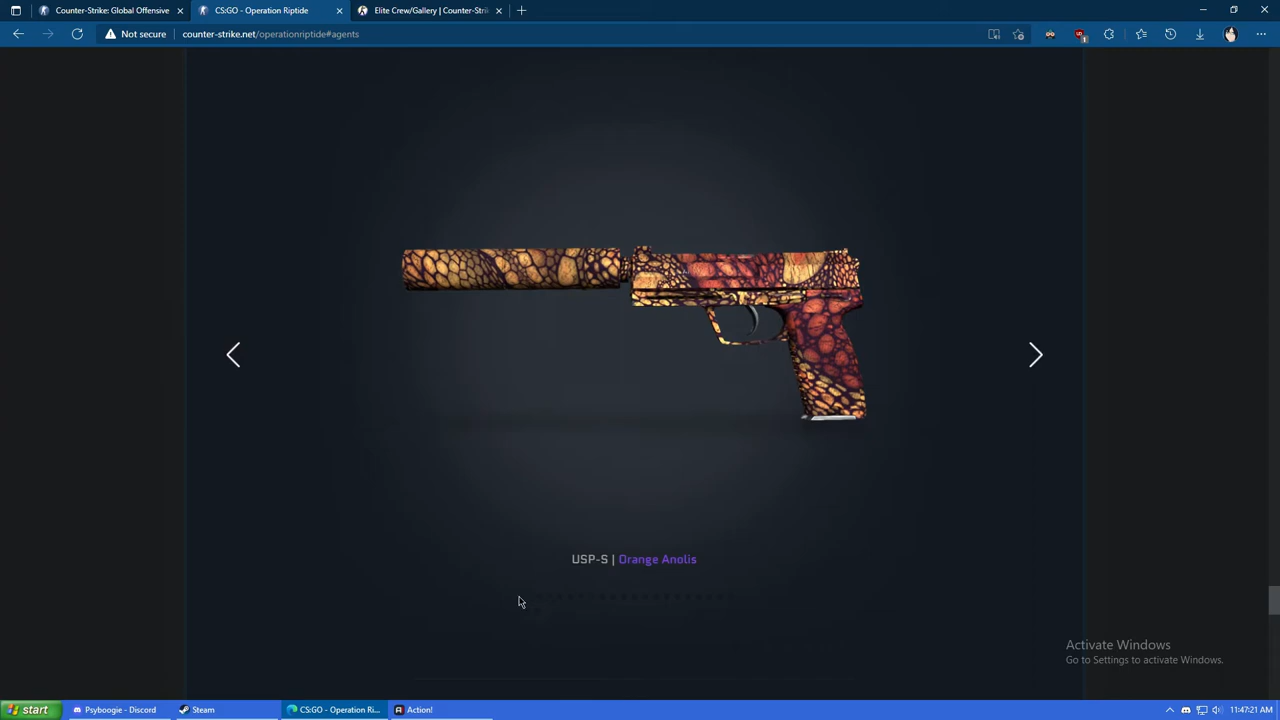 Counter-Strike: Global Offensive
CS:GO - Operation Riptide
Elite Crew/Gallery | Counter-Stri
Not secure
counter-strike.net/operationriptide#agents
USP-S | Orange Anolis
Activate Windows
Go to Settings to activate Windows.
start
Psyboogie - Discord
Steam
CS:GO - Operation Ri...
Action!
11:47:21 AM